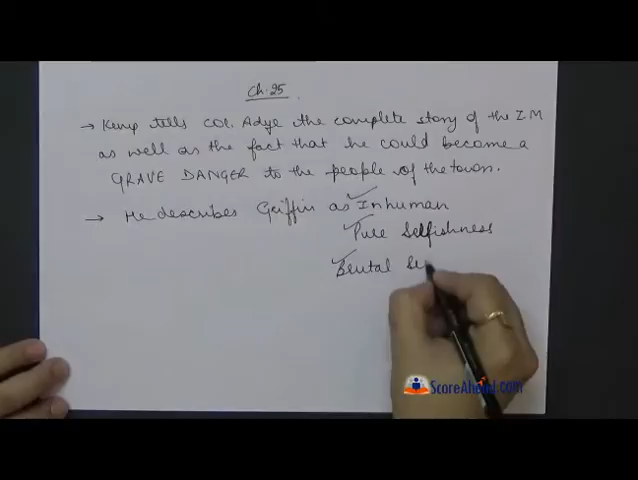 Ch. 25
→ Kemp tells Col. Adye the complete story of the I.M
as well as the fact that he could become a
GRAVE DANGER to the people of the town.
→ He describes Griffin as Inhuman
Pure Selfishness
Brutal Se
ScoreAhead.com